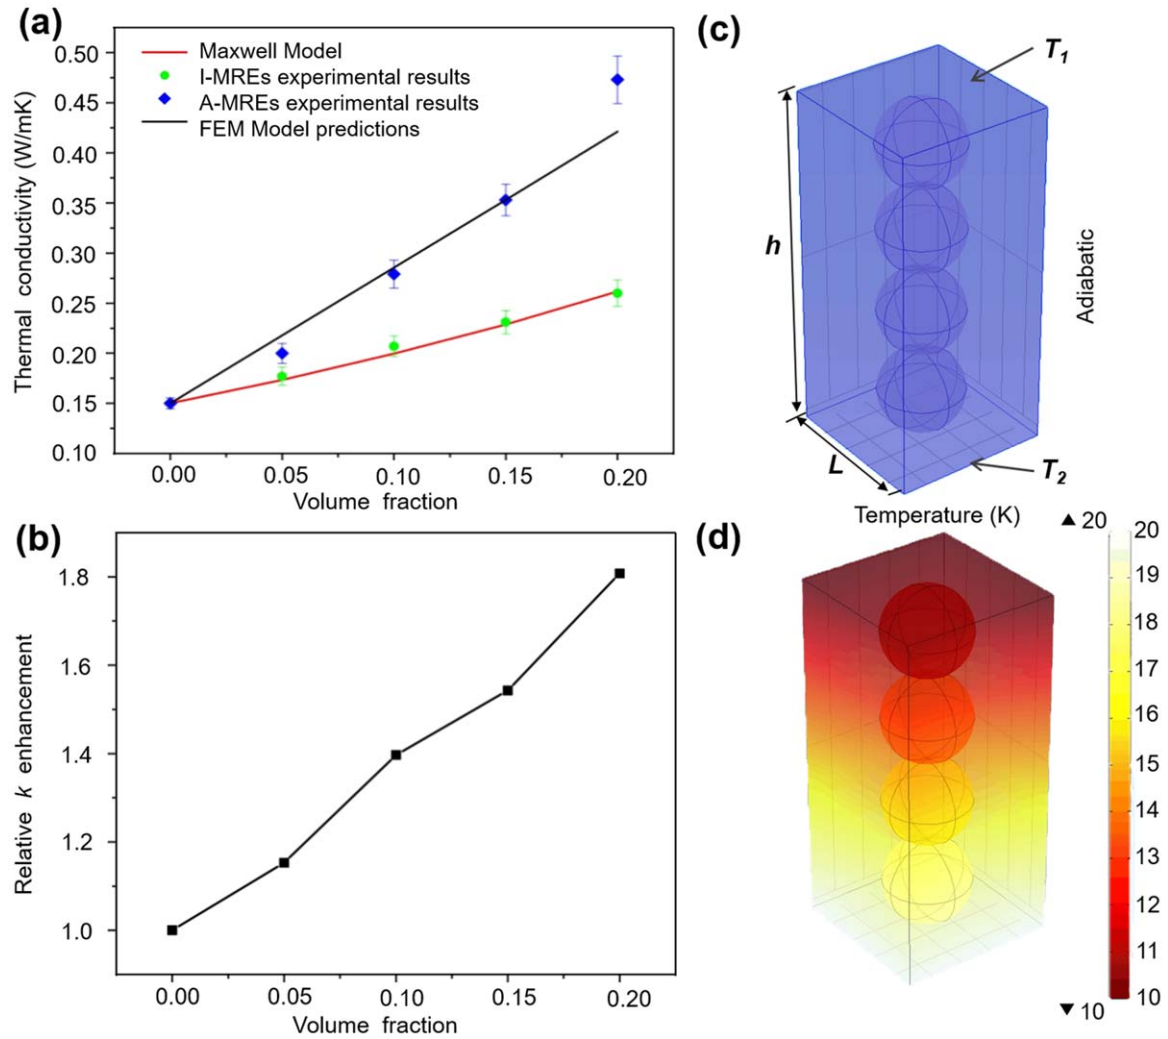 (a)
Maxwell Model
I-MREs experimental results
A-MREs experimental results
FEM Model predictions
Thermal conductivity (W/mK)
0.50
0.45
0.40
0.35
0.30
0.25
0.20
0.15
0.10
0.00 0.05 0.10 0.15 0.20
Volume fraction
(b)
Relative k enhancement
1.8
1.6
1.4
1.2
1.0
0.00 0.05 0.10 0.15 0.20
Volume fraction
(c)
T1
h
Adiabatic
L
T2
(d)
Temperature (K)
▲ 20
20
19
18
17
16
15
14
13
12
11
10
▼ 10